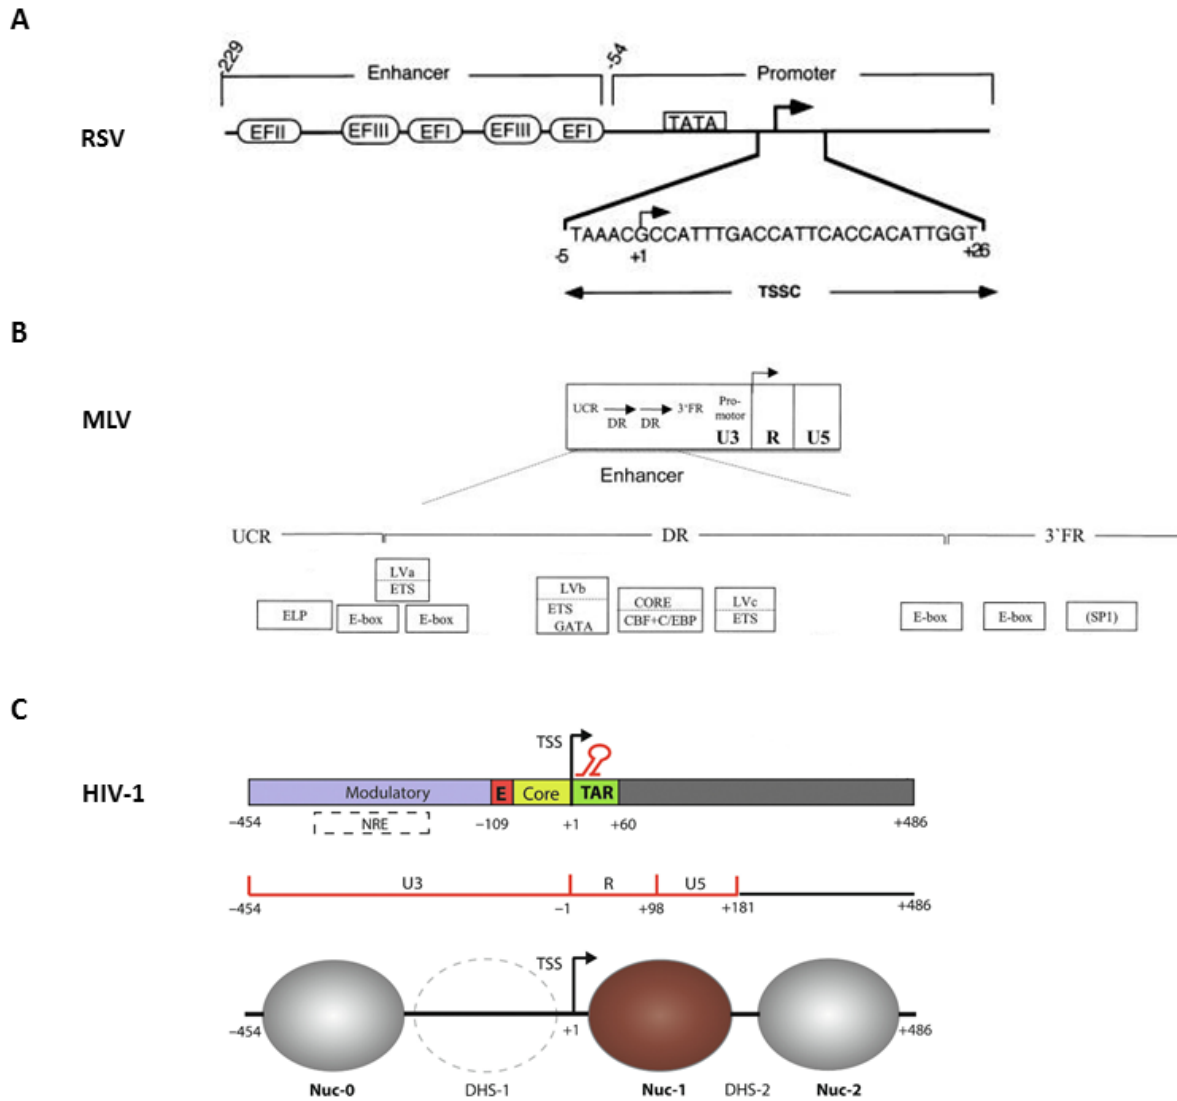 A
-229
-54
Enhancer
Promoter
RSV
EFII
EFIII
EFI
EFIII
EFI
TATA
TAAACGCCATTTGACCATTCACCACATTGGT
-5
+1
+26
TSSC
B
MLV
UCR
DR
DR
3'FR
Pro-
motor
U3
R
U5
Enhancer
UCR
DR
3'FR
LVa
ETS
ELP
E-box
E-box
LVb
ETS
GATA
CORE
CBF+C/EBP
LVc
ETS
E-box
E-box
(SP1)
C
HIV-1
TSS
Modulatory
E
Core
TAR
NRE
–454
–109
+1
+60
+486
U3
R
U5
–454
–1
+98
+181
+486
TSS
–454
+1
+486
Nuc-0
DHS-1
Nuc-1
DHS-2
Nuc-2